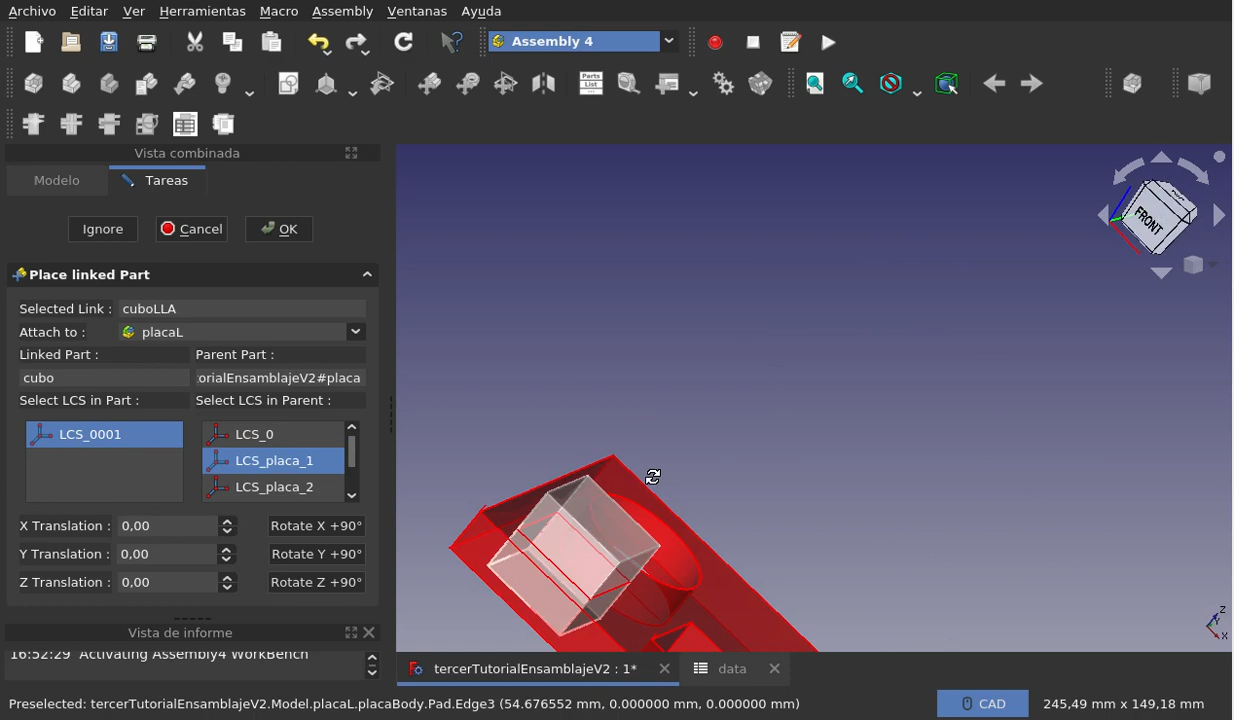 Archivo Editar Ver Herramientas Macro Assembly Ventanas Ayuda
Assembly 4
Parts List
Vista combinada
Modelo Tareas
Ignore Cancel OK
Place linked Part
Selected Link : cuboLLA
Attach to : placaL
Linked Part : Parent Part :
cubo orialEnsamblajeV2#placa
Select LCS in Part : Select LCS in Parent :
LCS_0001 LCS_0
LCS_placa_1
LCS_placa_2
X Translation : 0,00 Rotate X +90°
Y Translation : 0,00 Rotate Y +90°
Z Translation : 0,00 Rotate Z +90°
Vista de informe
16:52:29 Activating Assembly4 WorkBench
FRONT
Z
Y
X
tercerTutorialEnsamblajeV2 : 1* data
Preselected: tercerTutorialEnsamblajeV2.Model.placaL.placaBody.Pad.Edge3 (54.676552 mm, 0.000000 mm, 0.000000 mm) CAD 245,49 mm x 149,18 mm